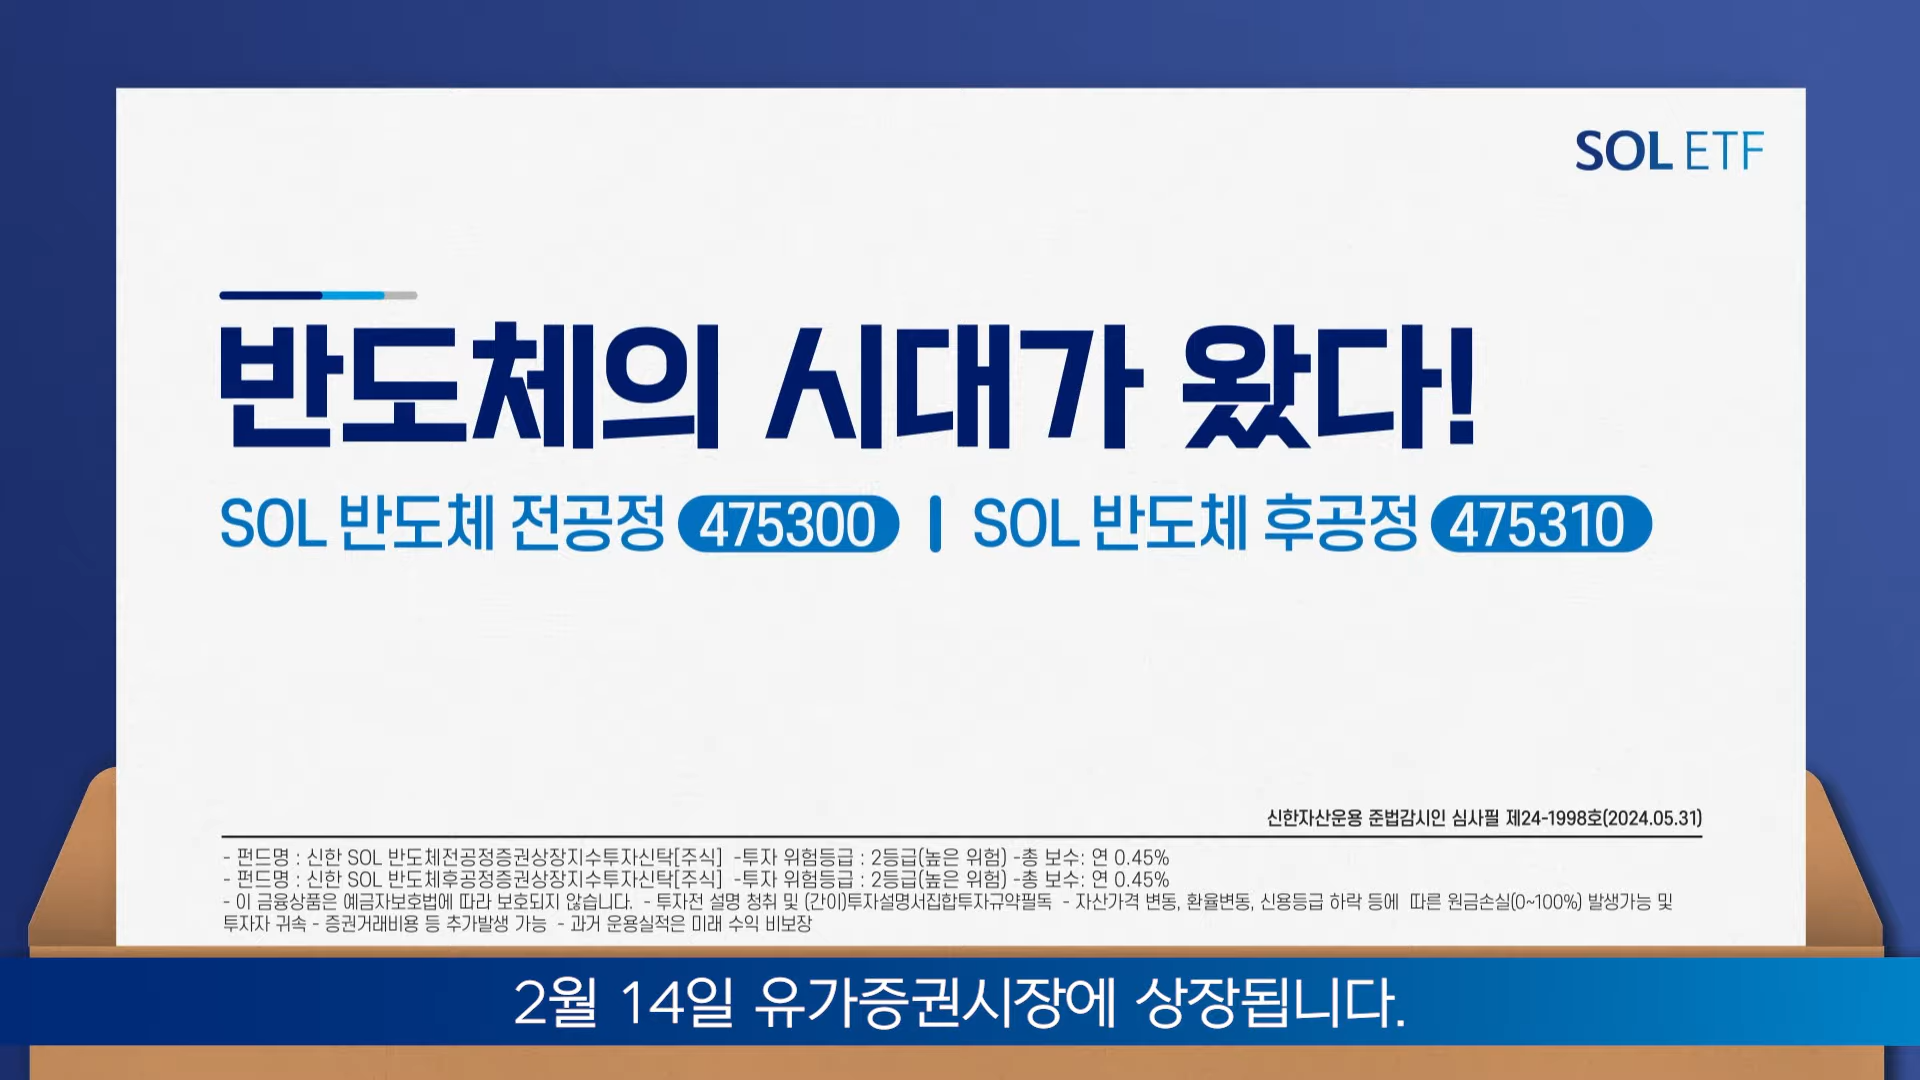 SOL ETF
반도체의 시대가 왔다!
SOL 반도체 전공정 475300 | SOL 반도체 후공정 475310
신한자산운용 준법감시인 심사필 제24-1998호(2024.05.31)
- 펀드명 : 신한 SOL 반도체전공정증권상장지수투자신탁[주식] -투자 위험등급 : 2등급(높은 위험) -총 보수: 연 0.45%
- 펀드명 : 신한 SOL 반도체후공정증권상장지수투자신탁[주식] -투자 위험등급 : 2등급(높은 위험) -총 보수: 연 0.45%
- 이 금융상품은 예금자보호법에 따라 보호되지 않습니다. - 투자전 설명 청취 및 (간이)투자설명서집합투자규약필독 - 자산가격 변동, 환율변동, 신용등급 하락 등에 따른 원금손실(0~100%) 발생가능 및
투자자 귀속 - 증권거래비용 등 추가발생 가능 - 과거 운용실적은 미래 수익 비보장
2월 14일 유가증권시장에 상장됩니다.